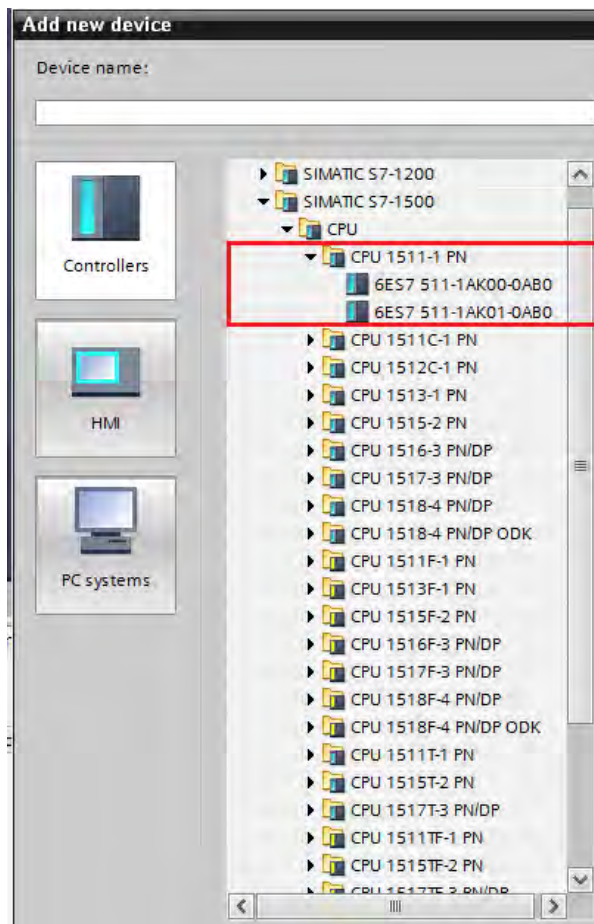 Add new device
Device name:
Controllers
HMI
PC systems
SIMATIC S7-1200
SIMATIC S7-1500
CPU
CPU 1511-1 PN
6ES7 511-1AK00-0AB0
6ES7 511-1AK01-0AB0
CPU 1511C-1 PN
CPU 1512C-1 PN
CPU 1513-1 PN
CPU 1515-2 PN
CPU 1516-3 PN/DP
CPU 1517-3 PN/DP
CPU 1518-4 PN/DP
CPU 1518-4 PN/DP ODK
CPU 1511F-1 PN
CPU 1513F-1 PN
CPU 1515F-2 PN
CPU 1516F-3 PN/DP
CPU 1517F-3 PN/DP
CPU 1518F-4 PN/DP
CPU 1518F-4 PN/DP ODK
CPU 1511T-1 PN
CPU 1515T-2 PN
CPU 1517T-3 PN/DP
CPU 1511TF-1 PN
CPU 1515TF-2 PN
CPU 1517TF-3 PN/DP